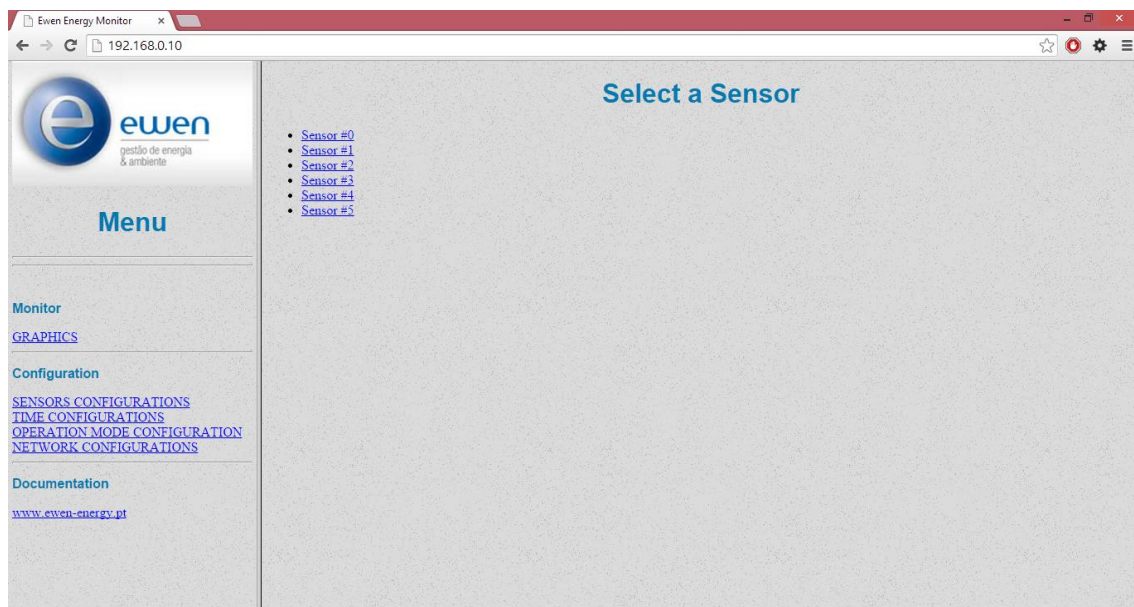 Ewen Energy Monitor
192.168.0.10
ewen
gestão de energia
& ambiente
Menu
Monitor
GRAPHICS
Configuration
SENSORS CONFIGURATIONS
TIME CONFIGURATIONS
OPERATION MODE CONFIGURATION
NETWORK CONFIGURATIONS
Documentation
www.ewen-energy.pt
Select a Sensor
Sensor #0
Sensor #1
Sensor #2
Sensor #3
Sensor #4
Sensor #5